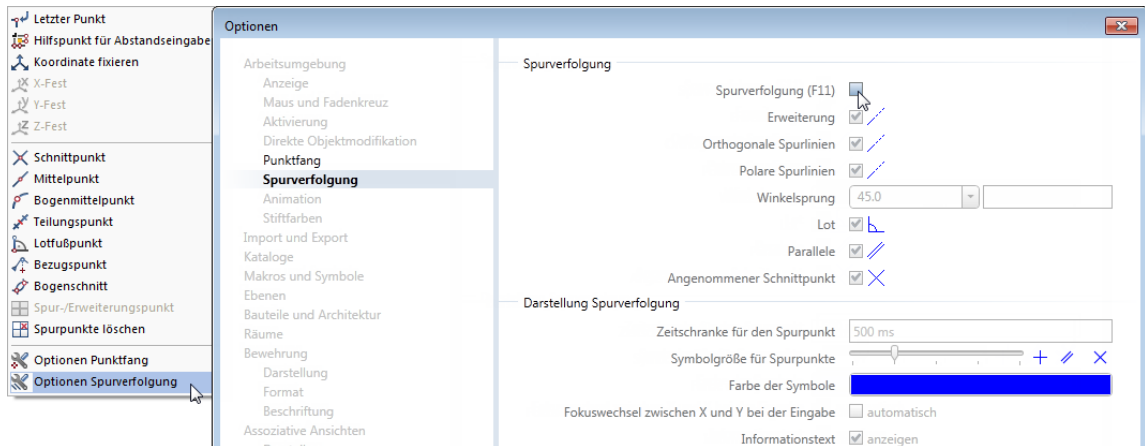 Letzter Punkt
Hilfspunkt für Abstandseingabe
Koordinate fixieren
X-Fest
Y-Fest
Z-Fest
Schnittpunkt
Mittelpunkt
Bogenmittelpunkt
Teilungspunkt
Lotfußpunkt
Bezugspunkt
Bogenschnitt
Spur-/Erweiterungspunkt
Spurpunkte löschen
Optionen Punktfang
Optionen Spurverfolgung
Optionen
Arbeitsumgebung
Anzeige
Maus und Fadenkreuz
Aktivierung
Direkte Objektmodifikation
Punktfang
Spurverfolgung
Animation
Stiftfarben
Import und Export
Kataloge
Makros und Symbole
Ebenen
Bauteile und Architektur
Räume
Bewehrung
Darstellung
Format
Beschriftung
Assoziative Ansichten
Spurverfolgung
Spurverfolgung (F11)
Erweiterung
Orthogonale Spurlinien
Polare Spurlinien
Winkelsprung 45.0
Lot
Parallele
Angenommener Schnittpunkt
Darstellung Spurverfolgung
Zeitschranke für den Spurpunkt 500 ms
Symbolgröße für Spurpunkte
Farbe der Symbole
Fokuswechsel zwischen X und Y bei der Eingabe automatisch
Informationstext anzeigen